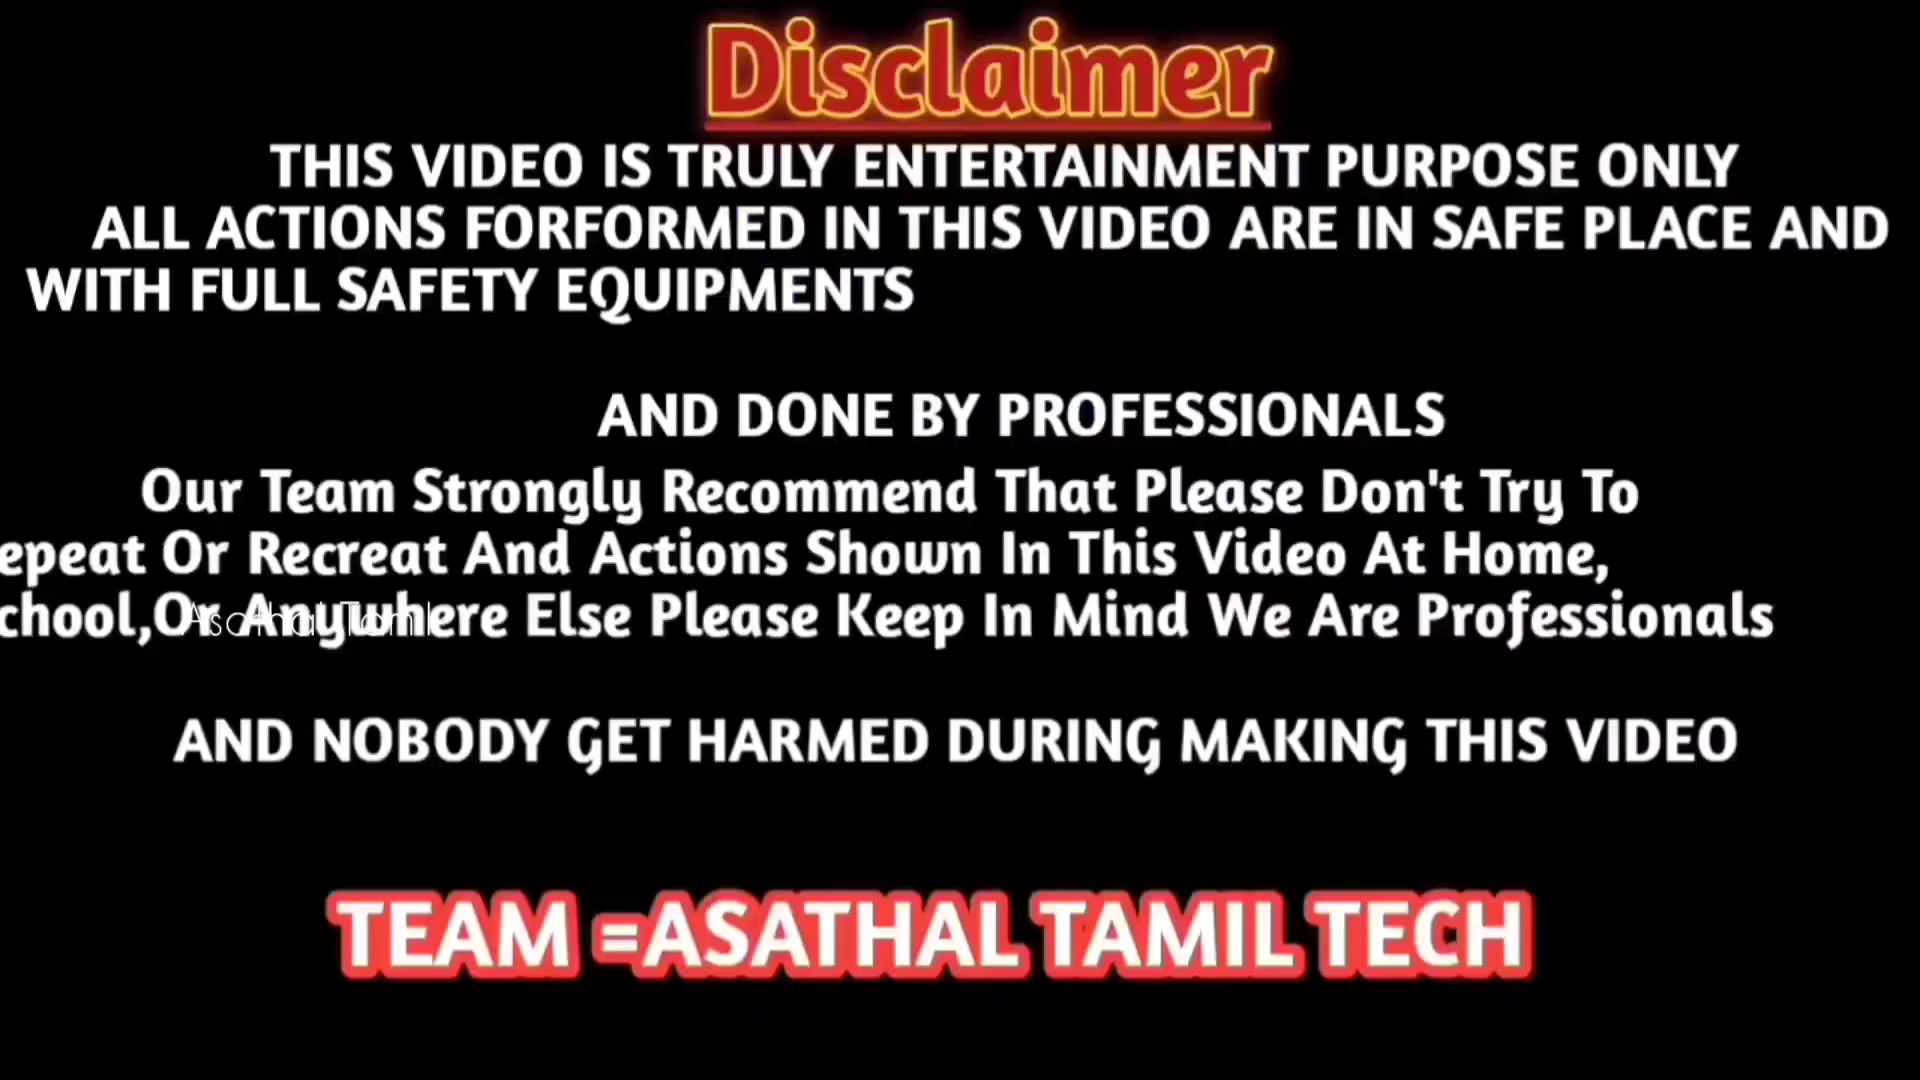 Disclaimer
THIS VIDEO IS TRULY ENTERTAINMENT PURPOSE ONLY
ALL ACTIONS FORFORMED IN THIS VIDEO ARE IN SAFE PLACE AND
WITH FULL SAFETY EQUIPMENTS
AND DONE BY PROFESSIONALS
Our Team Strongly Recommend That Please Don't Try To
epeat Or Recreat And Actions Shown In This Video At Home,
chool,Or Anywhere Else Please Keep In Mind We Are Professionals
Asathal Tamil
AND NOBODY GET HARMED DURING MAKING THIS VIDEO
TEAM =ASATHAL TAMIL TECH